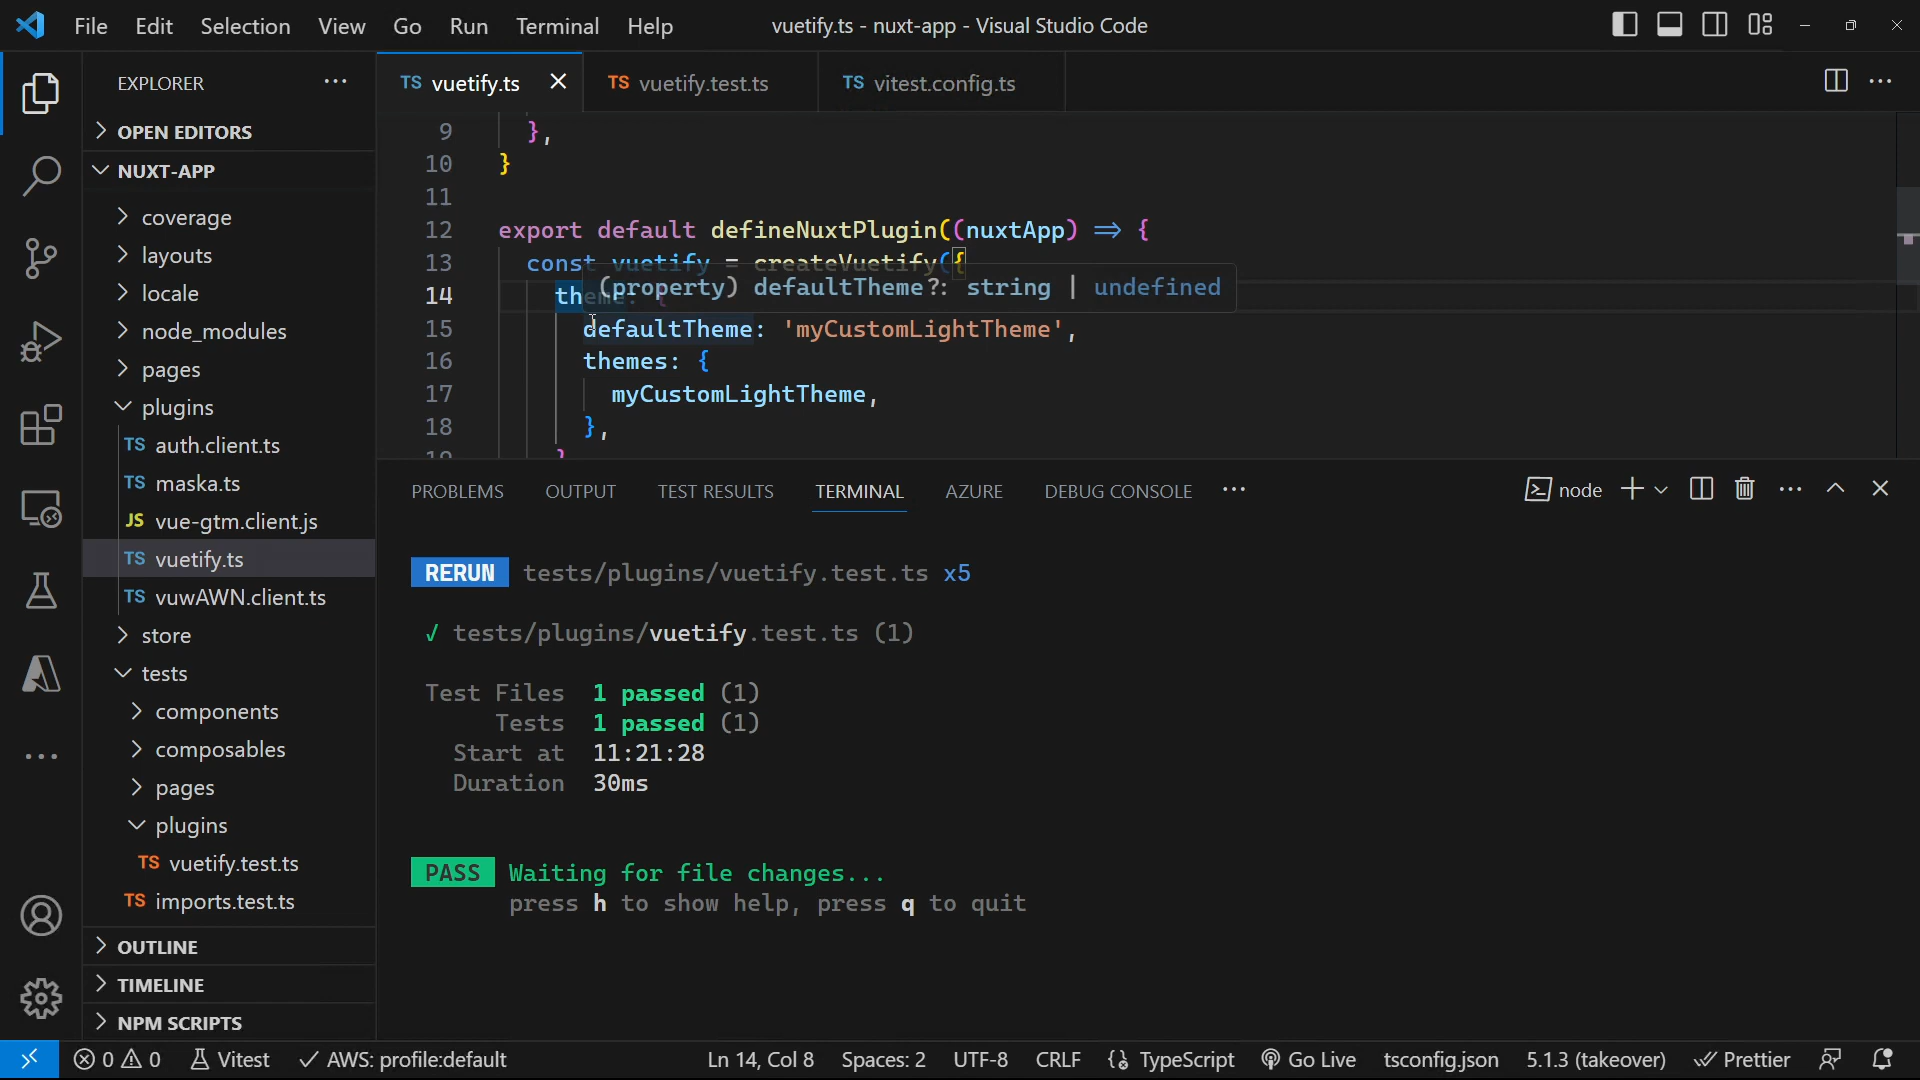 File Edit Selection View Go Run Terminal Help
vuetify.ts - nuxt-app - Visual Studio Code
EXPLORER
OPEN EDITORS
NUXT-APP
coverage
layouts
locale
node_modules
pages
plugins
TS auth.client.ts
TS maska.ts
JS vue-gtm.client.js
TS vuetify.ts
TS vuwAWN.client.ts
store
tests
components
composables
pages
plugins
TS vuetify.test.ts
TS imports.test.ts
OUTLINE
TIMELINE
NPM SCRIPTS
TS vuetify.ts
TS vuetify.test.ts
TS vitest.config.ts
9 },
10 }
11
12 export default defineNuxtPlugin((nuxtApp) => {
13 const vuetify = createVuetify({
(property) defaultTheme?: string | undefined
14 theme: {
15 defaultTheme: 'myCustomLightTheme',
16 themes: {
17 myCustomLightTheme,
18 },
19 }
PROBLEMS OUTPUT TEST RESULTS TERMINAL AZURE DEBUG CONSOLE
node
RERUN tests/plugins/vuetify.test.ts x5
√ tests/plugins/vuetify.test.ts (1)
Test Files 1 passed (1)
Tests 1 passed (1)
Start at 11:21:28
Duration 30ms
PASS Waiting for file changes...
press h to show help, press q to quit
0 0 Vitest AWS: profile:default Ln 14, Col 8 Spaces: 2 UTF-8 CRLF {} TypeScript Go Live tsconfig.json 5.1.3 (takeover) Prettier